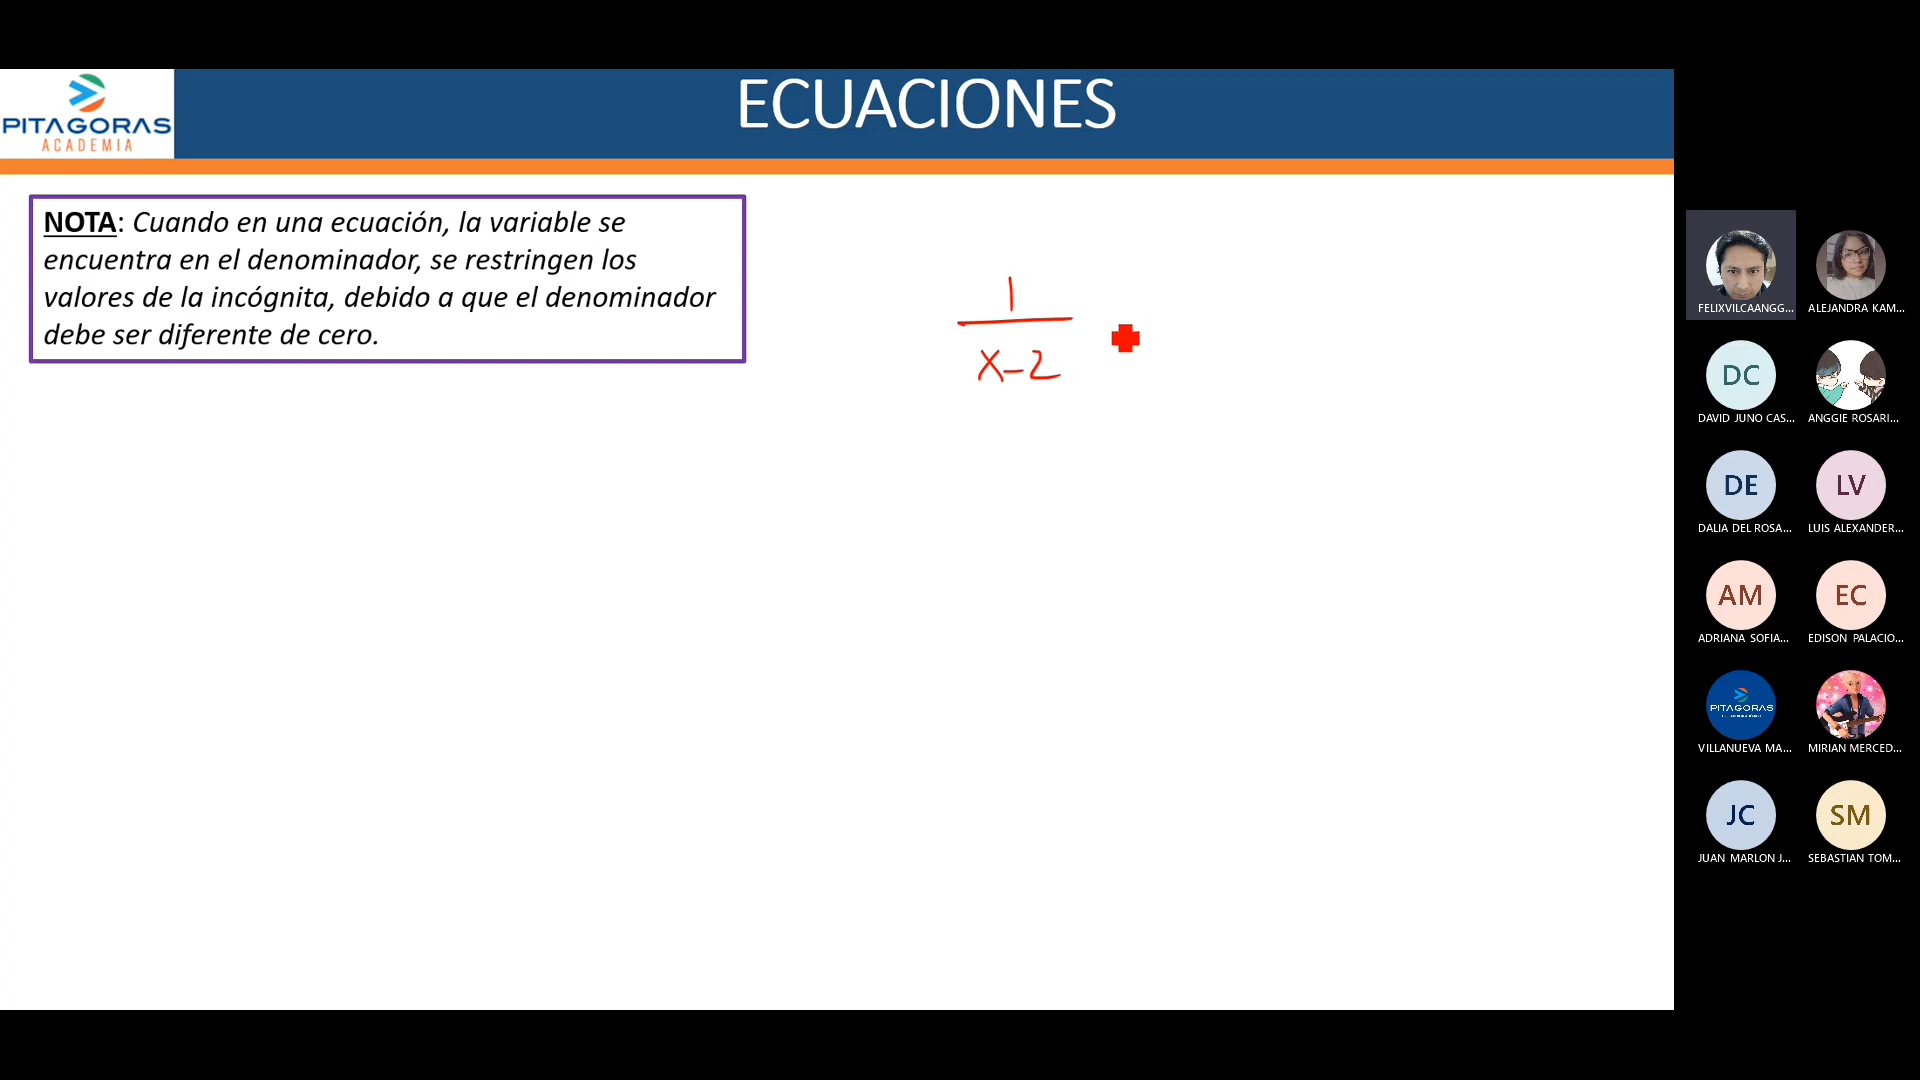 PITAGORAS
ACADEMIA
ECUACIONES
NOTA: Cuando en una ecuación, la variable se
encuentra en el denominador, se restringen los
valores de la incógnita, debido a que el denominador
debe ser diferente de cero.
1
x-2
FELIXVILCAANGG...
ALEJANDRA KAM...
DC
DAVID JUNO CAS...
ANGGIE ROSARI...
DE
DALIA DEL ROSA...
LV
LUIS ALEXANDER...
AM
ADRIANA SOFIA...
EC
EDISON PALACIO...
PITAGORAS
VILLANUEVA MA...
MIRIAN MERCED...
JC
JUAN MARLON J...
SM
SEBASTIAN TOM...